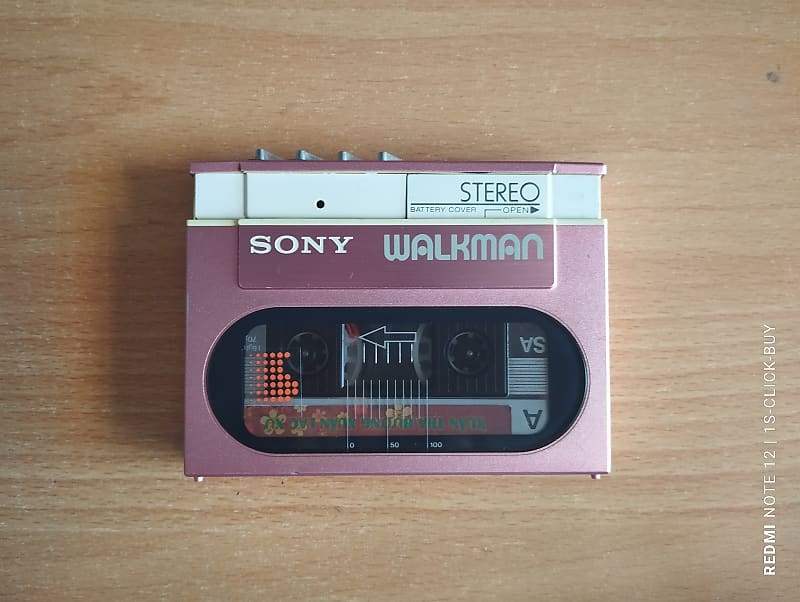 STEREO
BATTERY COVER OPEN▶
SONY WALKMAN
SA
A
0 50 100
REDMI NOTE 12 | 1S-CLICK-BUY